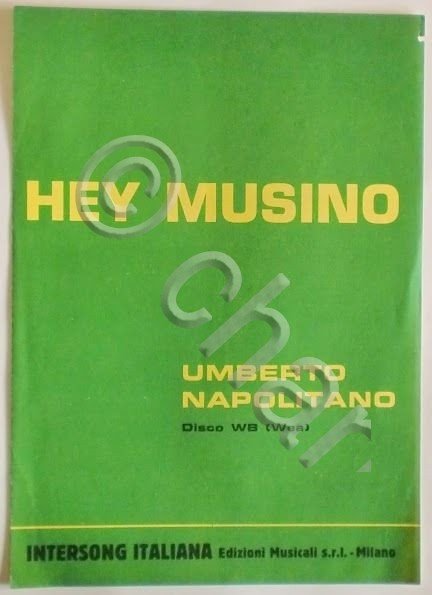 HEY MUSINO
UMBERTO
NAPOLITANO
Disco WB (Wea)
INTERSONG ITALIANA Edizioni Musicali s.r.l. - Milano
© char